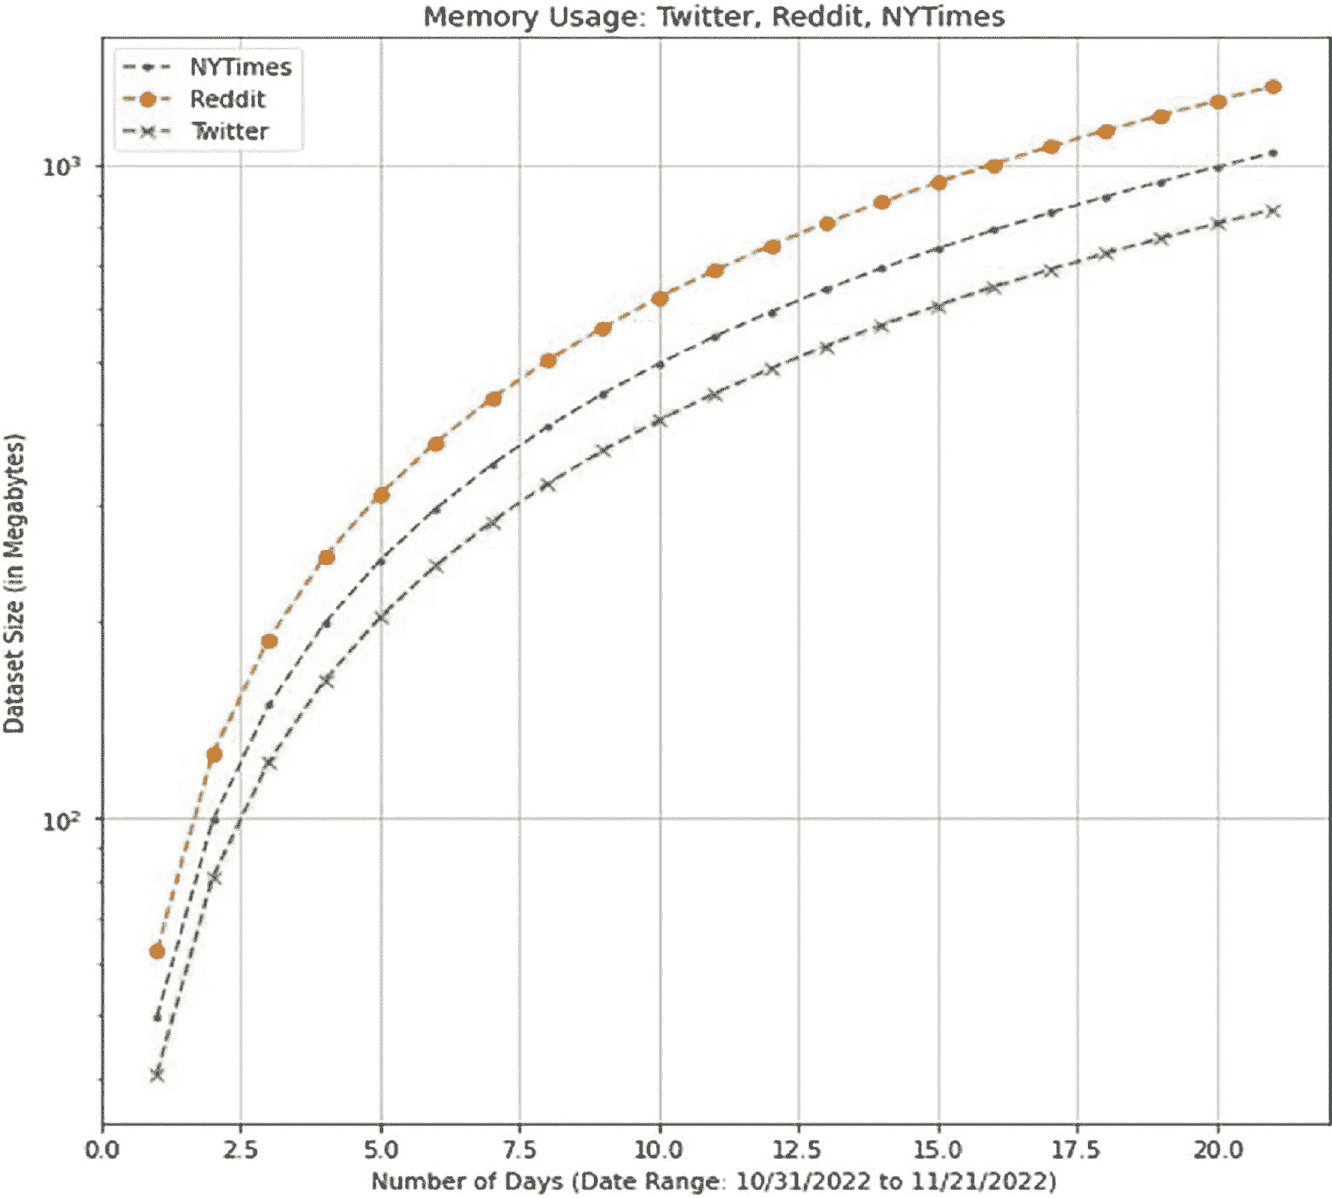 Memory Usage: Twitter, Reddit, NYTimes
NYTimes
Reddit
Twitter
10³
10²
Dataset Size (in Megabytes)
0.0 2.5 5.0 7.5 10.0 12.5 15.0 17.5 20.0
Number of Days (Date Range: 10/31/2022 to 11/21/2022)